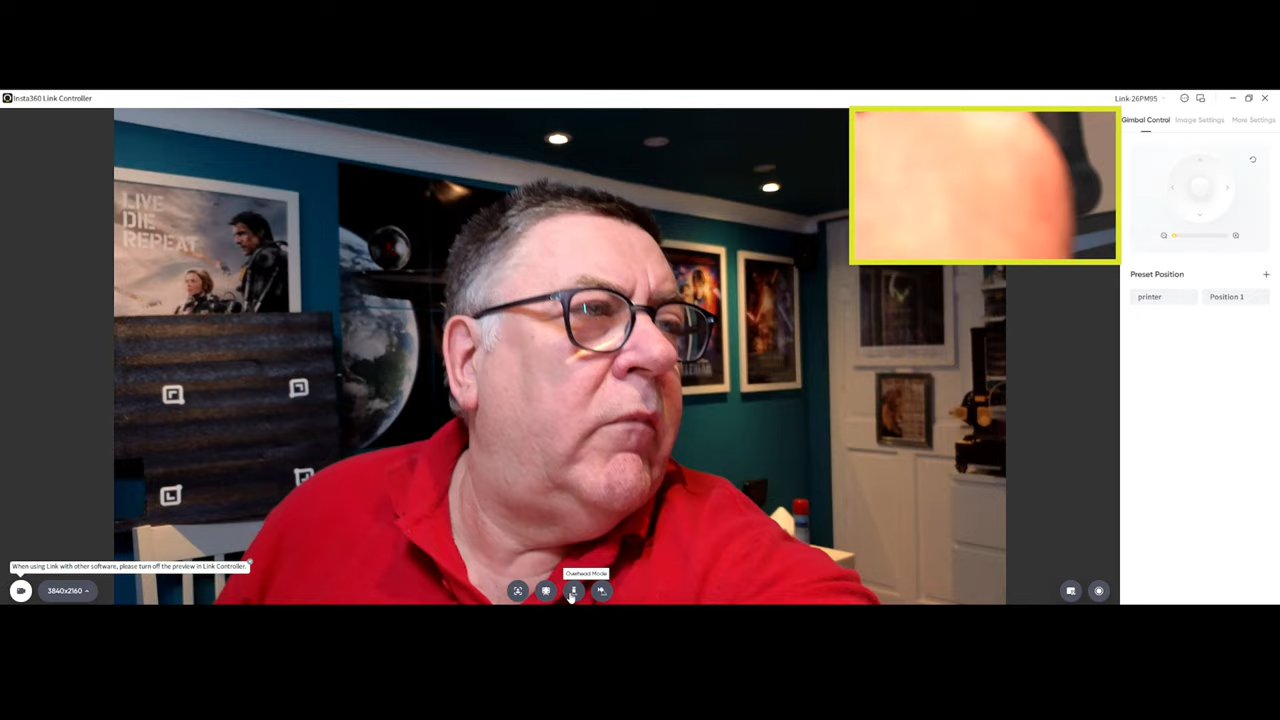 Insta360 Link Controller
Link-26PM95
Gimbal Control
Image Settings
More Settings
LIVE
DIE
REPEAT
Preset Position
printer
Position 1
Overhead Mode
When using Link with other software, please turn off the preview in Link Controller.
3840x2160